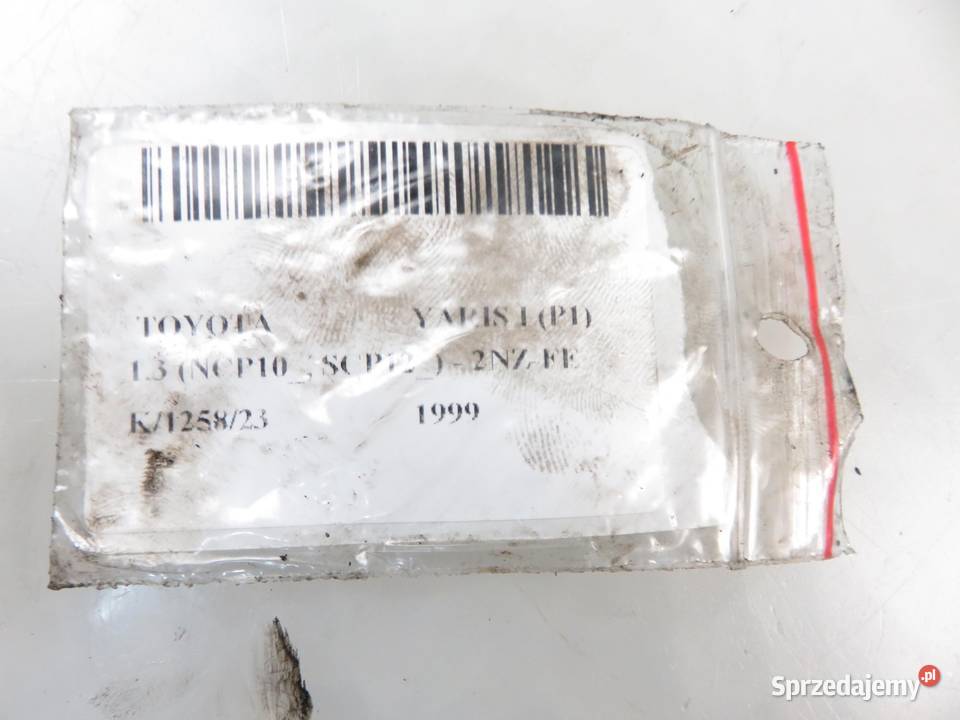 TOYOTA YARIS I (P1)
1.3 (NCP10_, SCP12_) - 2NZ-FE
K/1258/23 1999
Sprzedajemy.pl